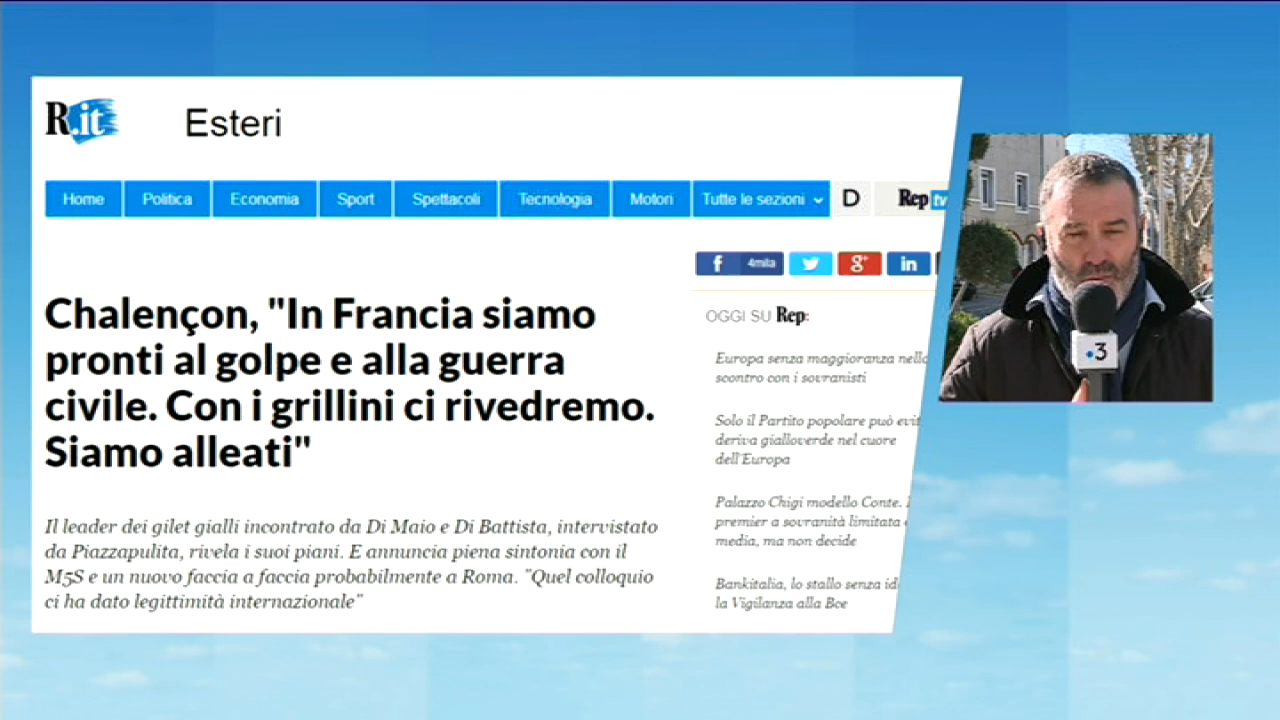 R.it
Esteri
Home Politica Economia Sport Spettacoli Tecnologia Motori Tutte le sezioni D Rep tv
f 4mila g+ in
Chalençon, "In Francia siamo
pronti al golpe e alla guerra
civile. Con i grillini ci rivedremo.
Siamo alleati"
Il leader dei gilet gialli incontrato da Di Maio e Di Battista, intervistato
da Piazzapulita, rivela i suoi piani. E annuncia piena sintonia con il
M5S e un nuovo faccia a faccia probabilmente a Roma. "Quel colloquio
ci ha dato legittimità internazionale"
OGGI SU Rep:
Europa senza maggioranza nello
scontro con i sovranisti
Solo il Partito popolare può evit
deriva gialloverde nel cuore
dell'Europa
Palazzo Chigi modello Conte.
premier a sovranità limitata
media, ma non decide
Bankitalia, lo stallo senza id
la Vigilanza alla Bce
3